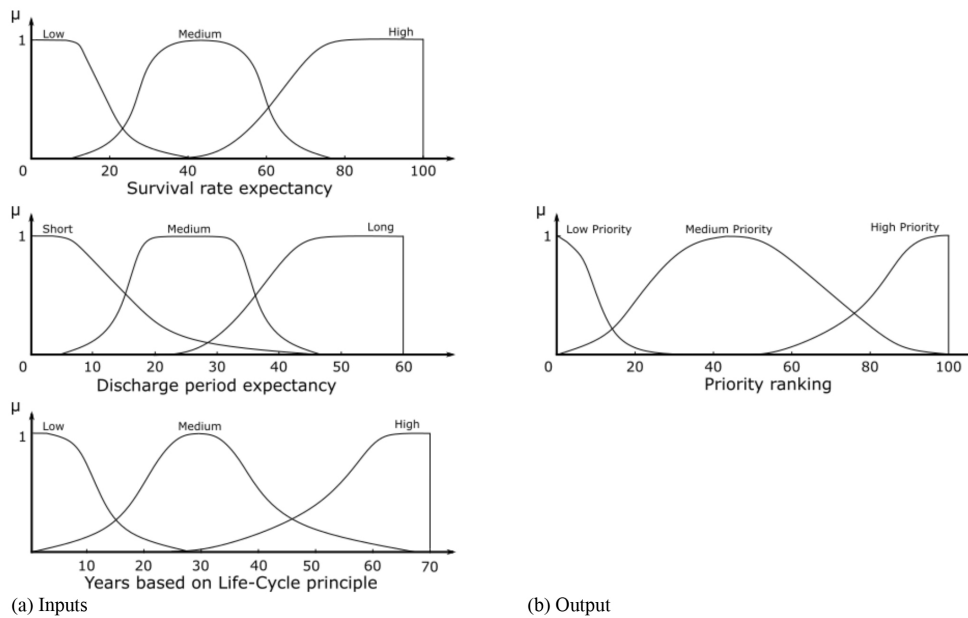 μ
Low Medium High
1
0 20 40 60 80 100
Survival rate expectancy
μ
Short Medium Long
1
0 10 20 30 40 50 60
Discharge period expectancy
μ
Low Medium High
1
10 20 30 40 50 60 70
Years based on Life-Cycle principle
(a) Inputs
μ
Low Priority Medium Priority High Priority
1
0 20 40 60 80 100
Priority ranking
(b) Output